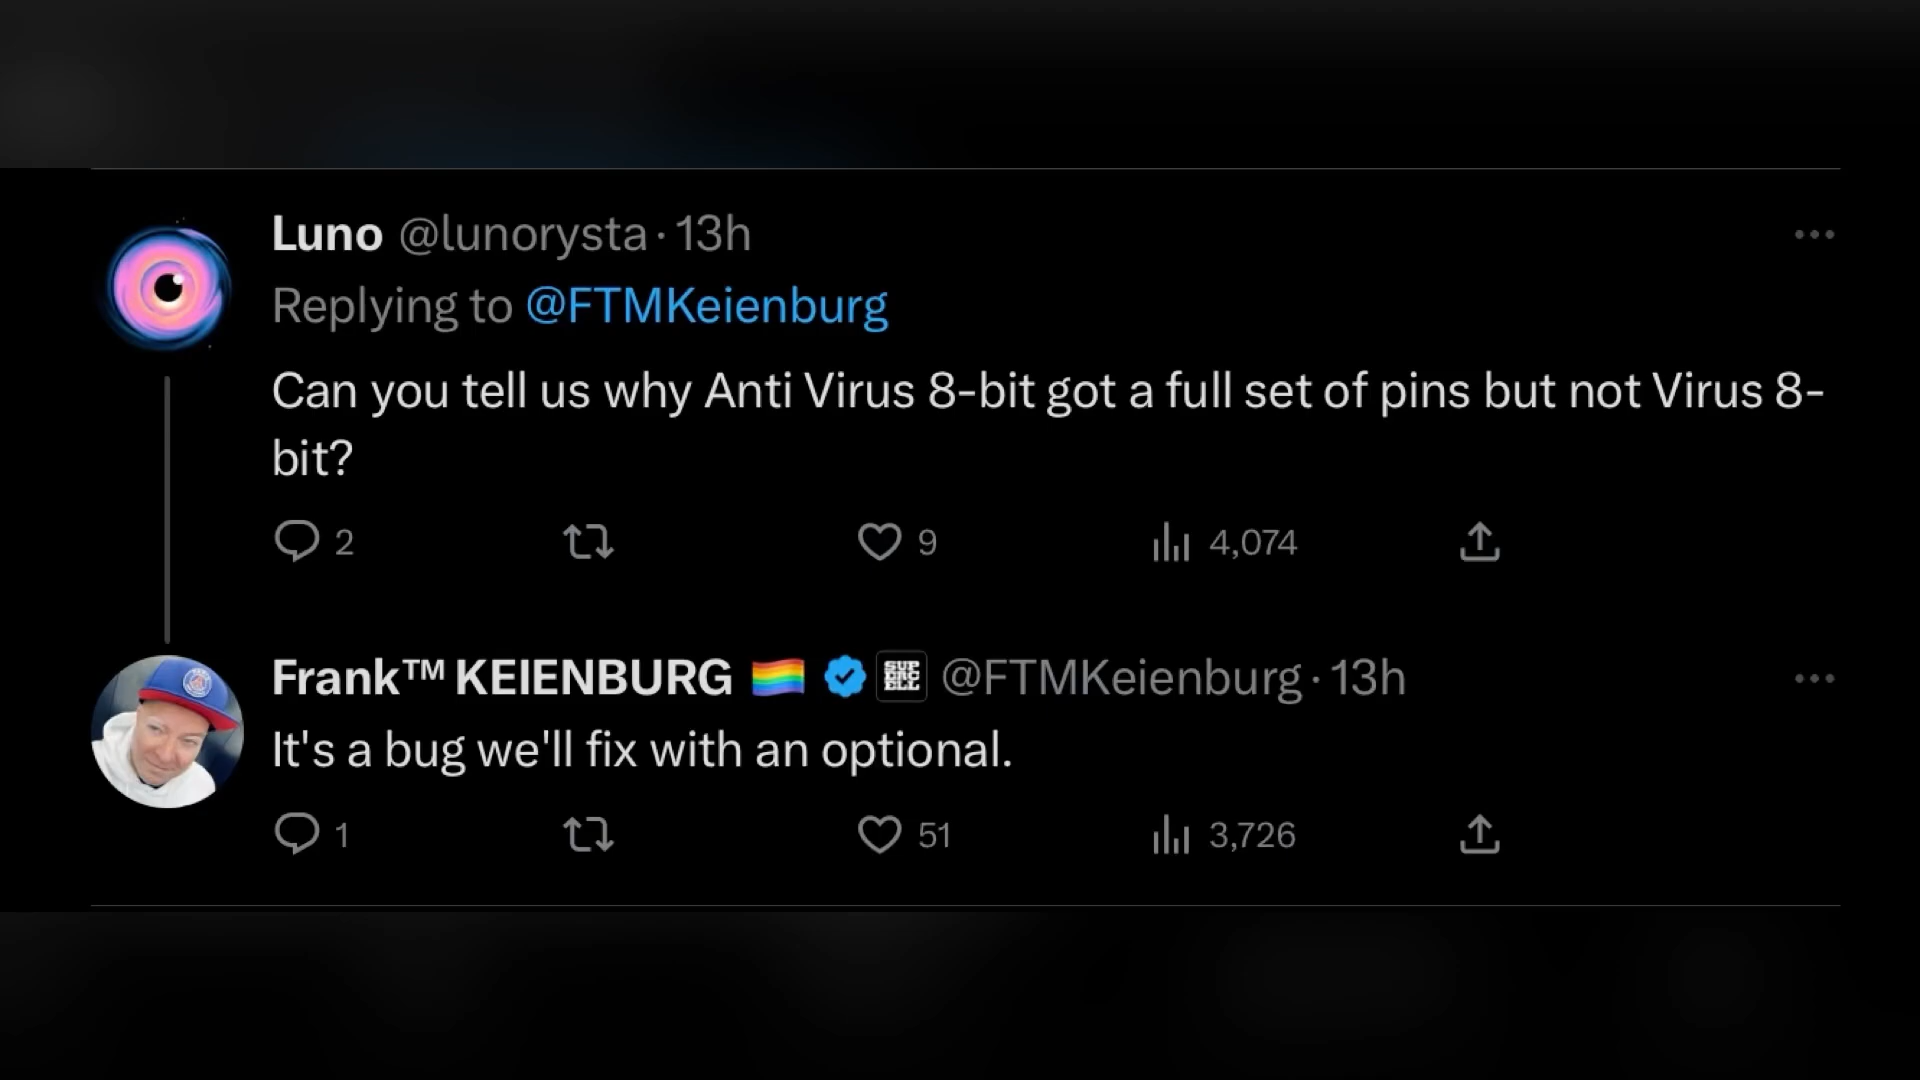 Luno @lunorysta · 13h
Replying to @FTMKeienburg
Can you tell us why Anti Virus 8-bit got a full set of pins but not Virus 8-
bit?
2 9 4,074
Frank™ KEIENBURG 🏳️‍🌈 SUPERCELL @FTMKeienburg · 13h
It's a bug we'll fix with an optional.
1 51 3,726